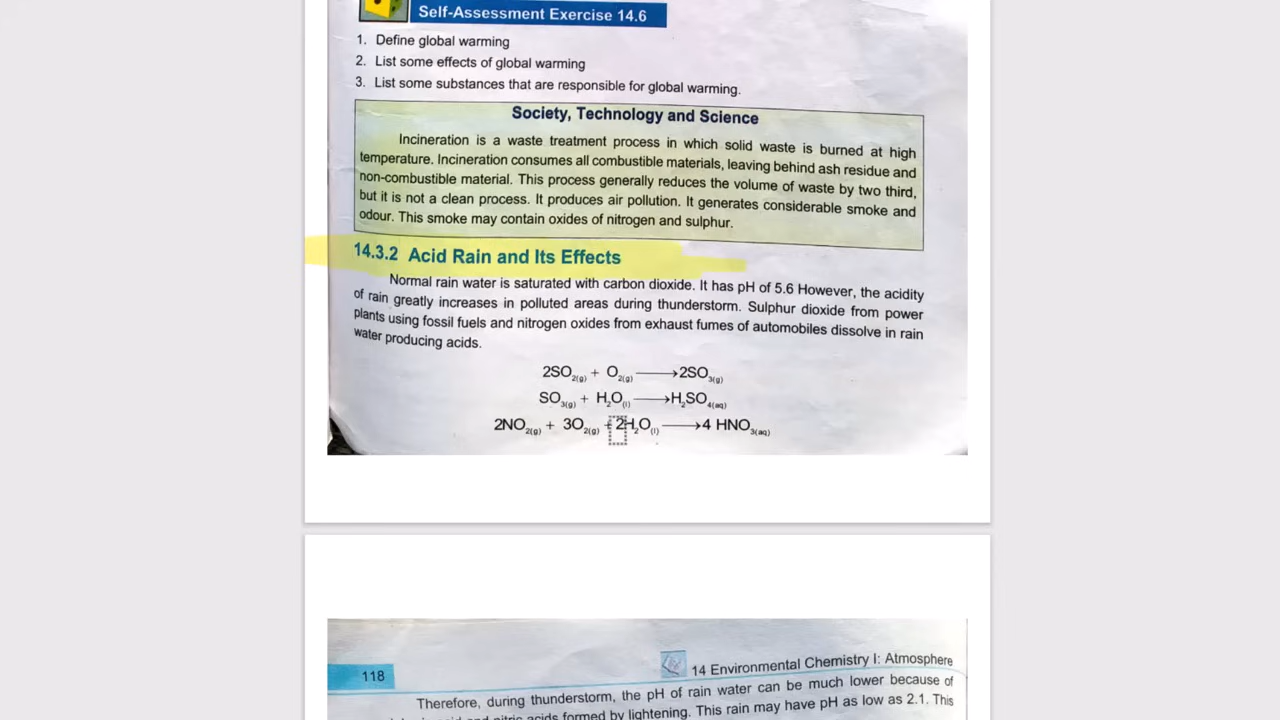 Self-Assessment Exercise 14.6
1. Define global warming
2. List some effects of global warming
3. List some substances that are responsible for global warming.
Society, Technology and Science
Incineration is a waste treatment process in which solid waste is burned at high
temperature. Incineration consumes all combustible materials, leaving behind ash residue and
non-combustible material. This process generally reduces the volume of waste by two third,
but it is not a clean process. It produces air pollution. It generates considerable smoke and
odour. This smoke may contain oxides of nitrogen and sulphur.
14.3.2 Acid Rain and Its Effects
Normal rain water is saturated with carbon dioxide. It has pH of 5.6 However, the acidity
of rain greatly increases in polluted areas during thunderstorm. Sulphur dioxide from power
plants using fossil fuels and nitrogen oxides from exhaust fumes of automobiles dissolve in rain
water producing acids.
2SO2(g) + O2(g) ⟶ 2SO3(g)
SO3(g) + H2O(l) ⟶ H2SO4(aq)
2NO2(g) + 3O2(g) + 2H2O(l) ⟶ 4 HNO3(aq)
118
14 Environmental Chemistry I: Atmosphere
Therefore, during thunderstorm, the pH of rain water can be much lower because of
nitric acids formed by lightening. This rain may have pH as low as 2.1. This